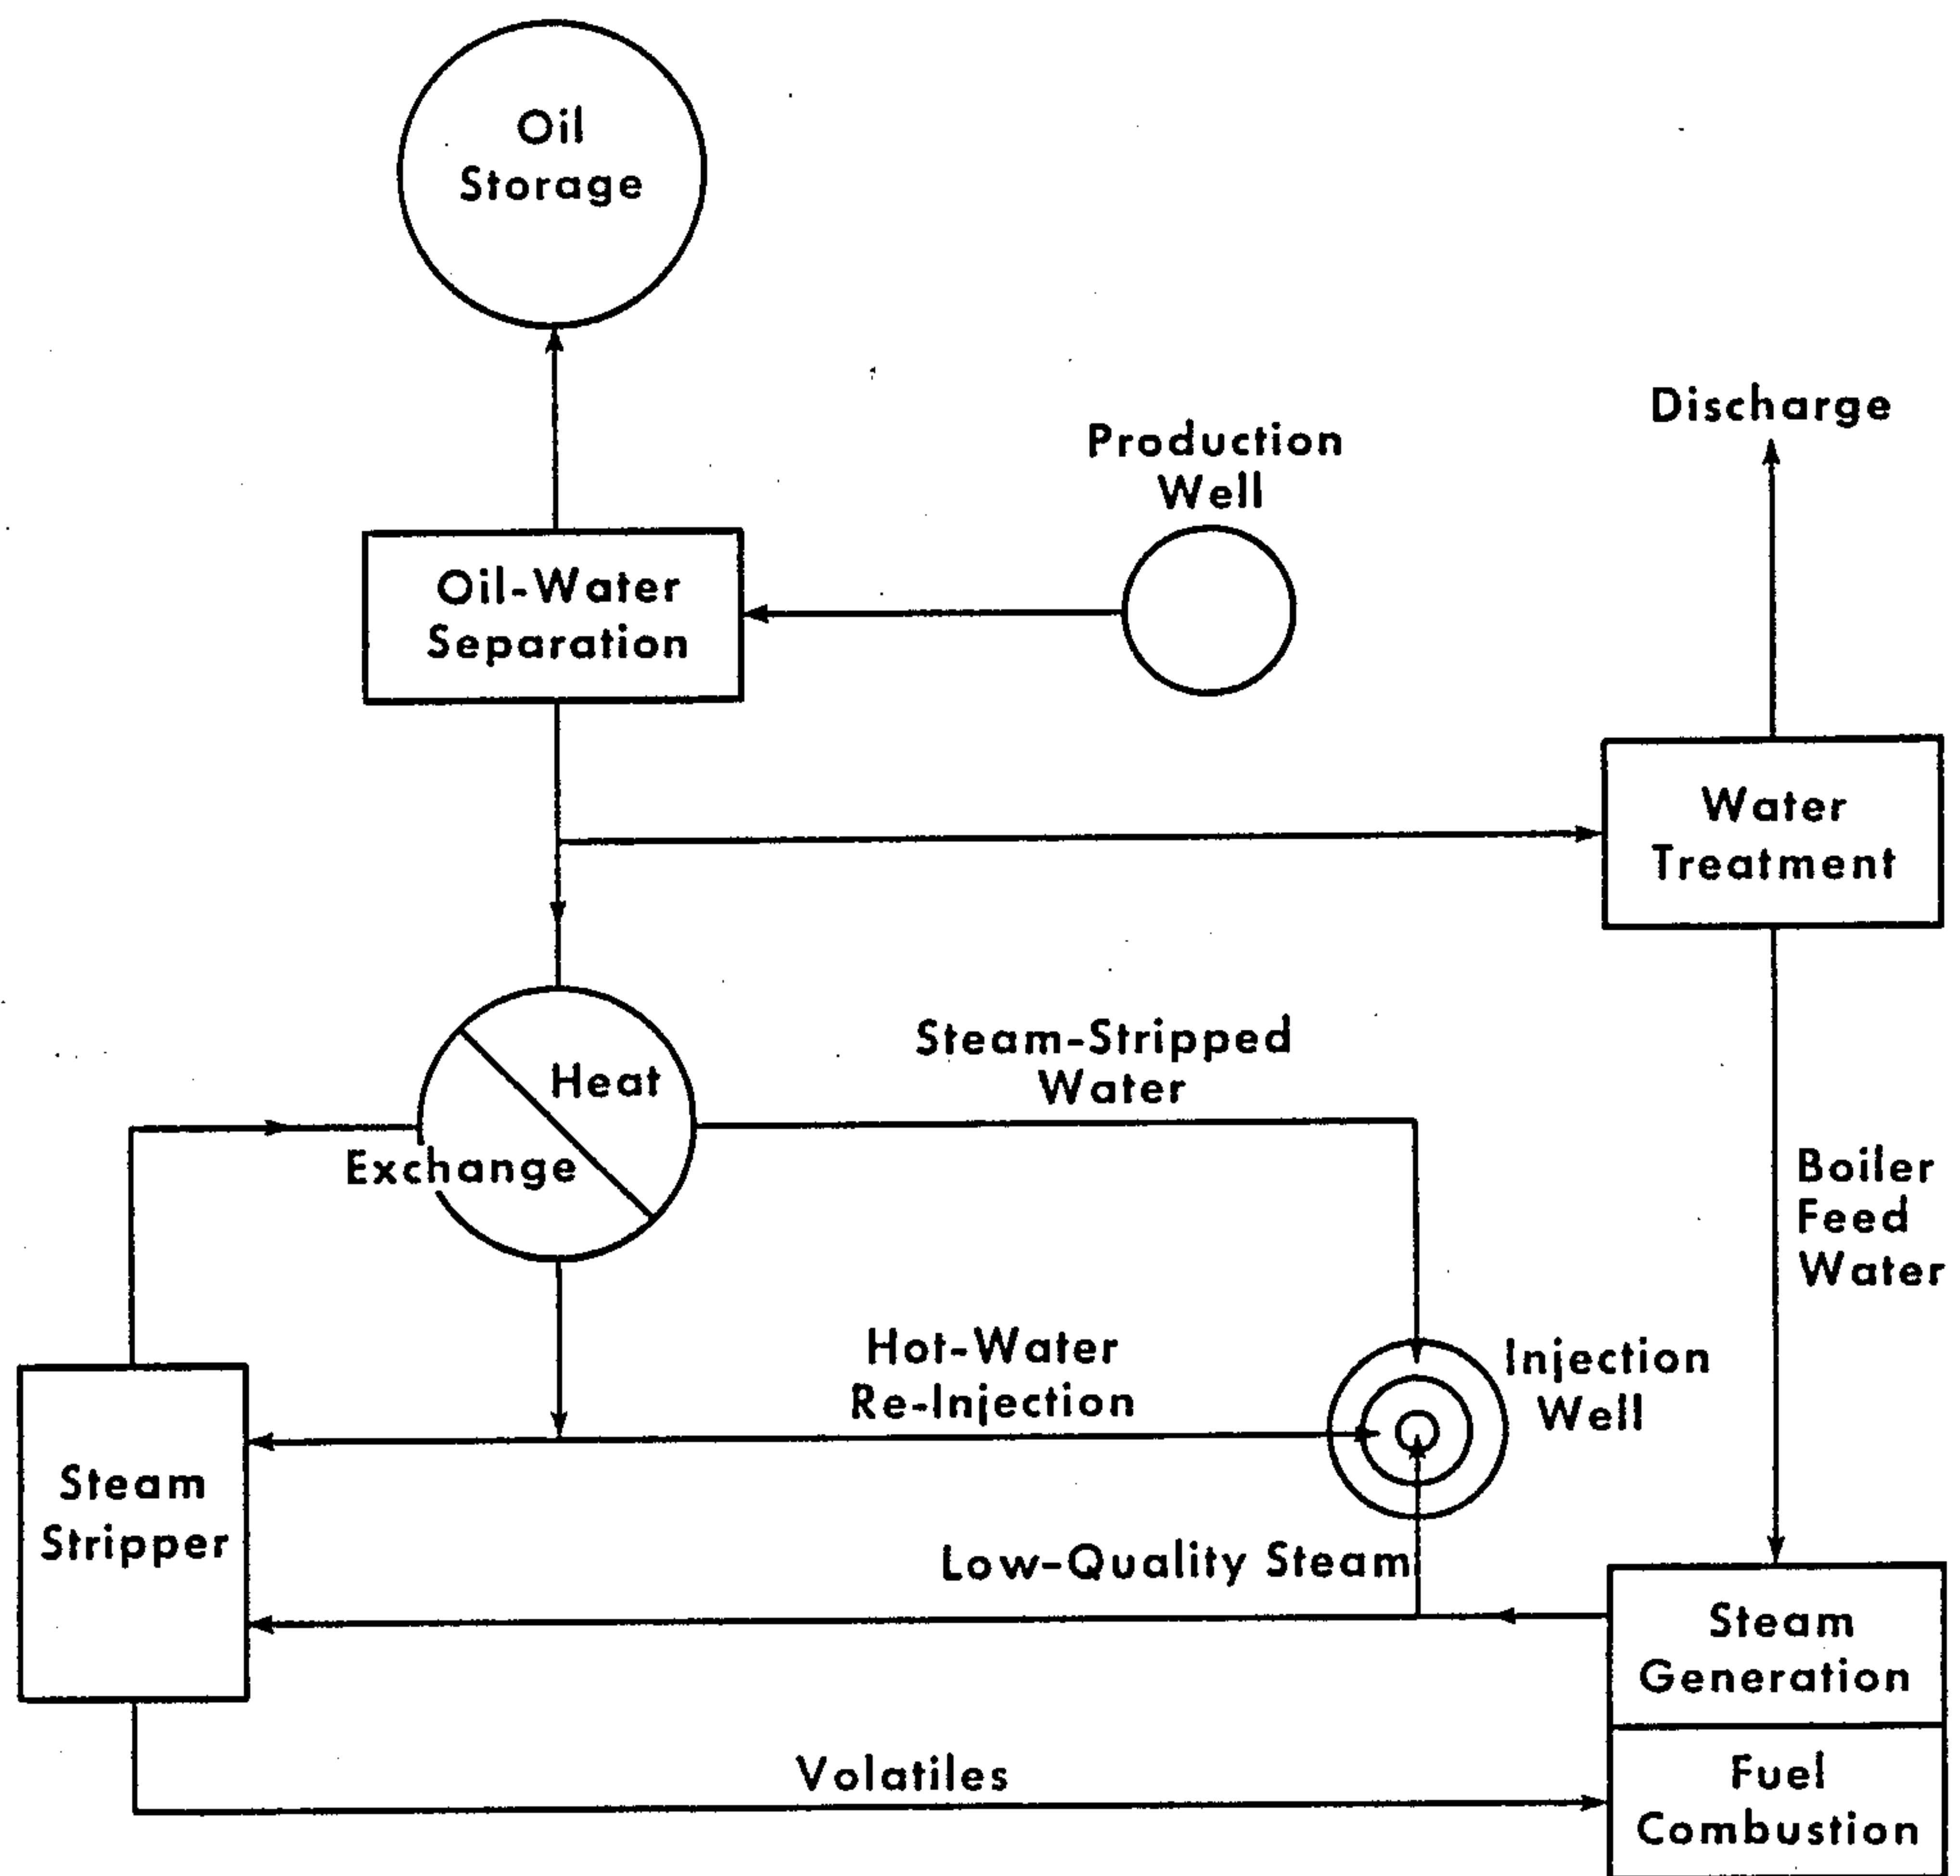 Oil
Storage
Discharge
Production
Well
Oil-Water
Separation
Water
Treatment
Heat
Exchange
Steam-Stripped
Water
Boiler
Feed
Water
Hot-Water
Re-Injection
Injection
Well
Steam
Stripper
Low-Quality Steam
Steam
Generation
Volatiles
Fuel
Combustion